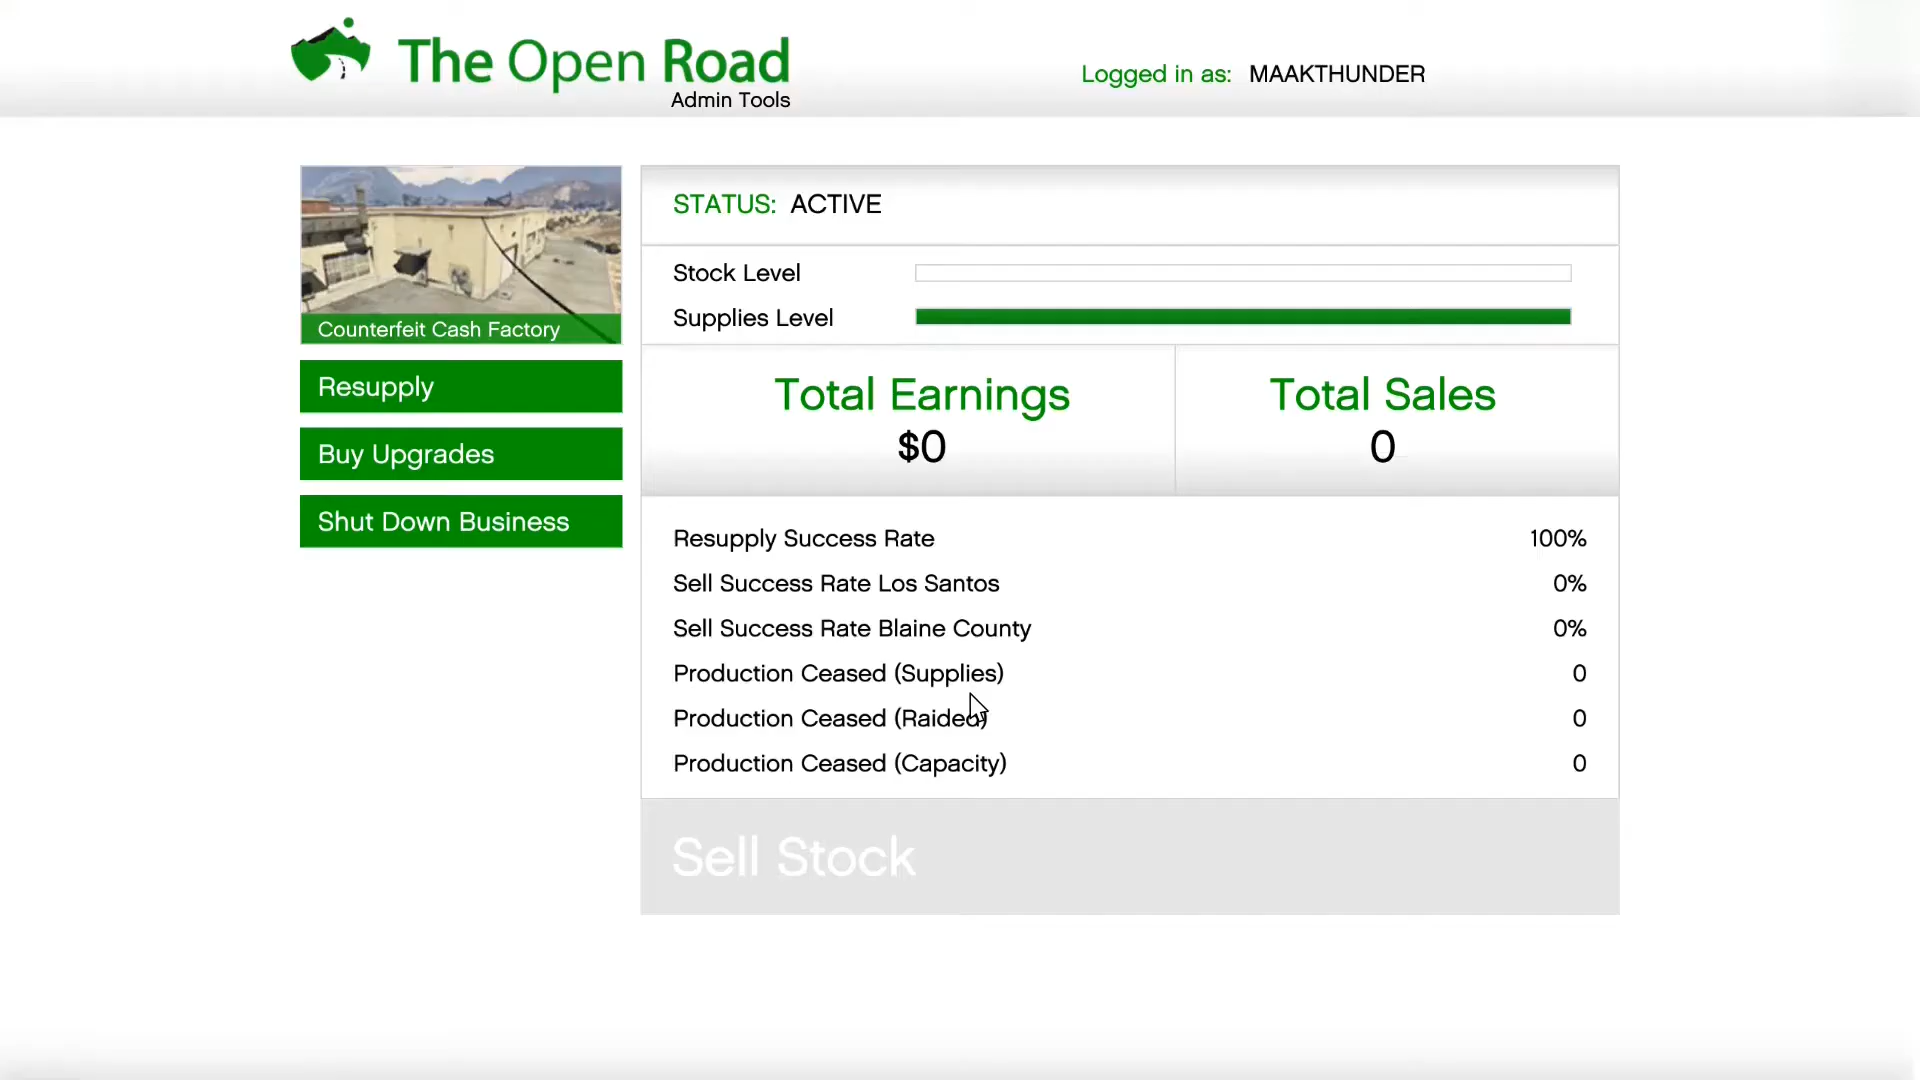 The Open Road
Admin Tools
Logged in as: MAAKTHUNDER
Counterfeit Cash Factory
Resupply
Buy Upgrades
Shut Down Business
STATUS: ACTIVE
Stock Level
Supplies Level
Total Earnings
$0
Total Sales
0
Resupply Success Rate 100%
Sell Success Rate Los Santos 0%
Sell Success Rate Blaine County 0%
Production Ceased (Supplies) 0
Production Ceased (Raided) 0
Production Ceased (Capacity) 0
Sell Stock